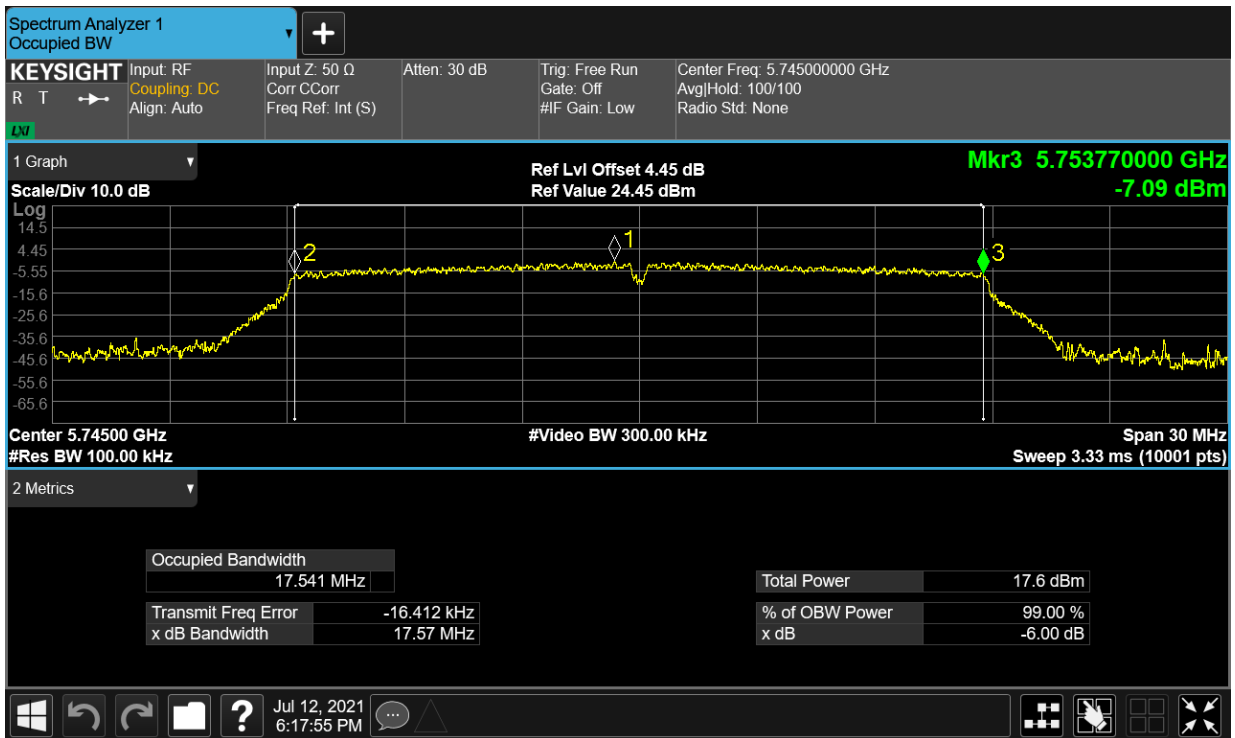 Spectrum Analyzer 1
Occupied BW
+
KEYSIGHT
R T
LXI
Input: RF
Coupling: DC
Align: Auto
Input Z: 50 Ω
Corr CCorr
Freq Ref: Int (S)
Atten: 30 dB
Trig: Free Run
Gate: Off
#IF Gain: Low
Center Freq: 5.745000000 GHz
Avg|Hold: 100/100
Radio Std: None
1 Graph
Scale/Div 10.0 dB
Ref Lvl Offset 4.45 dB
Ref Value 24.45 dBm
Mkr3 5.753770000 GHz
-7.09 dBm
Log
14.5
4.45
-5.55
-15.6
-25.6
-35.6
-45.6
-55.6
-65.6
2
1
3
Center 5.74500 GHz
#Video BW 300.00 kHz
Span 30 MHz
#Res BW 100.00 kHz
Sweep 3.33 ms (10001 pts)
2 Metrics
Occupied Bandwidth
17.541 MHz
Transmit Freq Error -16.412 kHz
x dB Bandwidth 17.57 MHz
Total Power 17.6 dBm
% of OBW Power 99.00 %
x dB -6.00 dB
?
Jul 12, 2021
6:17:55 PM